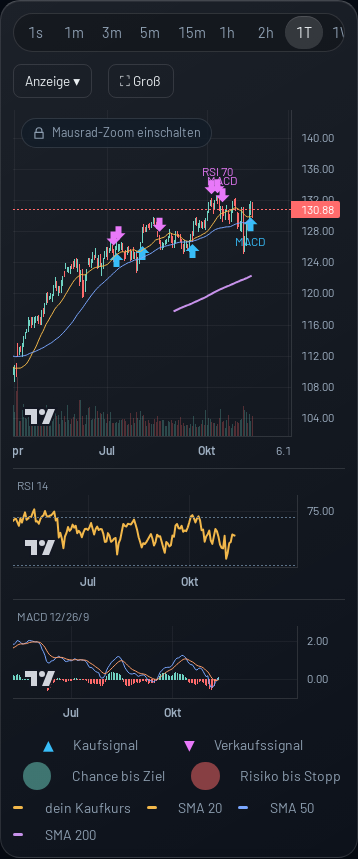 1s 1m 3m 5m 15m 1h 2h 1T
Anzeige ▾ Groß
Mausrad-Zoom einschalten
140.00
136.00
RSI 70
MACD
132.00
130.88
128.00
MACD
124.00
120.00
116.00
112.00
108.00
104.00
pr Jul Okt 6.1
RSI 14
75.00
Jul Okt
MACD 12/26/9
2.00
0.00
Jul Okt
Kaufsignal Verkaufssignal
Chance bis Ziel Risiko bis Stopp
dein Kaufkurs SMA 20 SMA 50
SMA 200